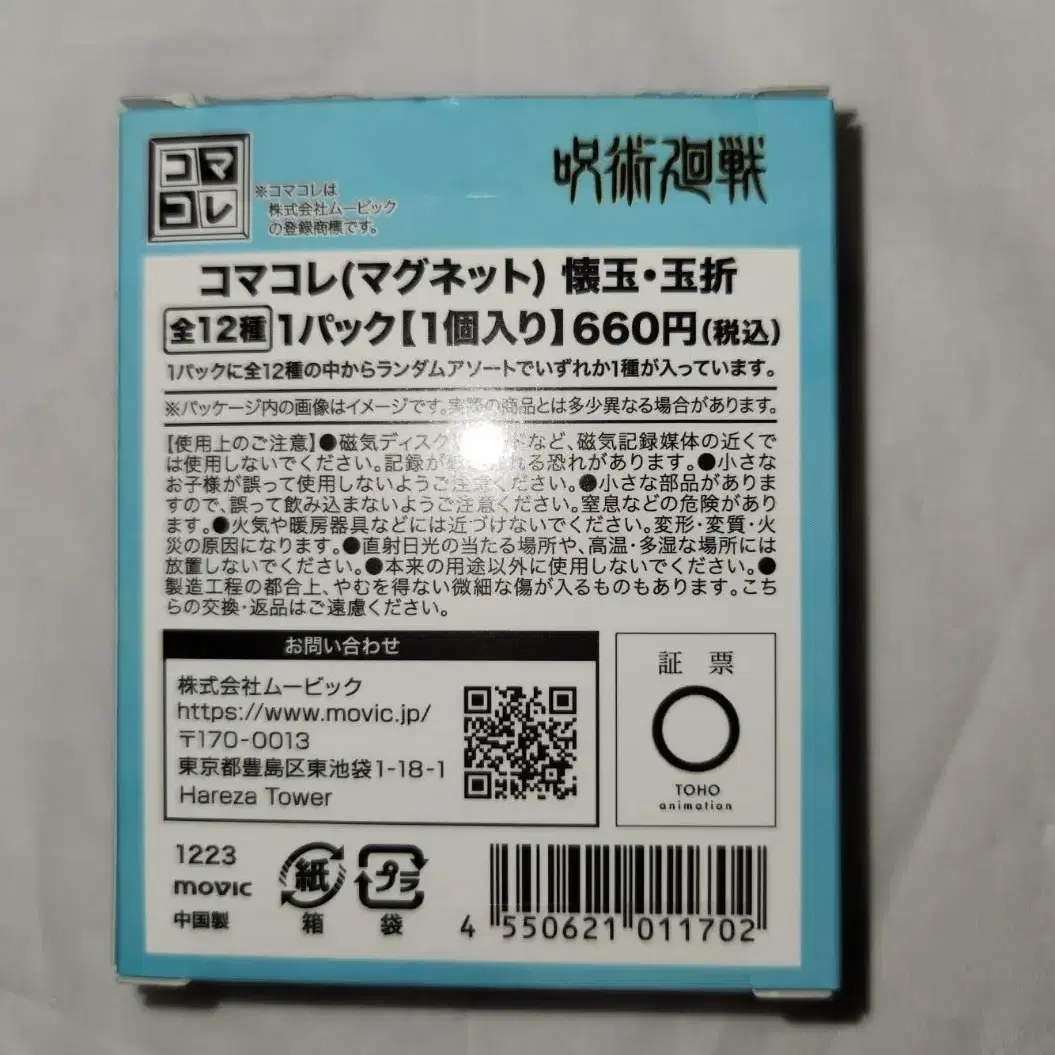 コマ
コレ
※コマコレは
株式会社ムービック
の登録商標です。
呪術廻戦
コマコレ(マグネット) 懐玉・玉折
全12種 1パック【1個入り】660円(税込)
1パックに全12種の中からランダムアソートでいずれか1種が入っています。
※パッケージ内の画像はイメージです。実際の商品とは多少異なる場合があります。
【使用上のご注意】●磁気ディスク ドなど、磁気記録媒体の近くで
は使用しないでください。記録が る恐れがあります。●小さな
お子様が誤って使用しないようご注意ください。●小さな部品がありま
すので、誤って飲み込まないようご注意ください。窒息などの危険があり
ます。●火気や暖房器具などには近づけないでください。変形・変質・火
災の原因になります。●直射日光の当たる場所や、高温・多湿な場所には
放置しないでください。●本来の用途以外に使用しないでください。●
製造工程の都合上、やむを得ない微細な傷が入るものもあります。こち
らの交換・返品はご遠慮ください。
お問い合わせ
株式会社ムービック
https://www.movic.jp/
〒170-0013
東京都豊島区東池袋1-18-1
Hareza Tower
証 票
TOHO
animation
1223
movic
中国製
紙
箱
プラ
袋
4 550621 011702